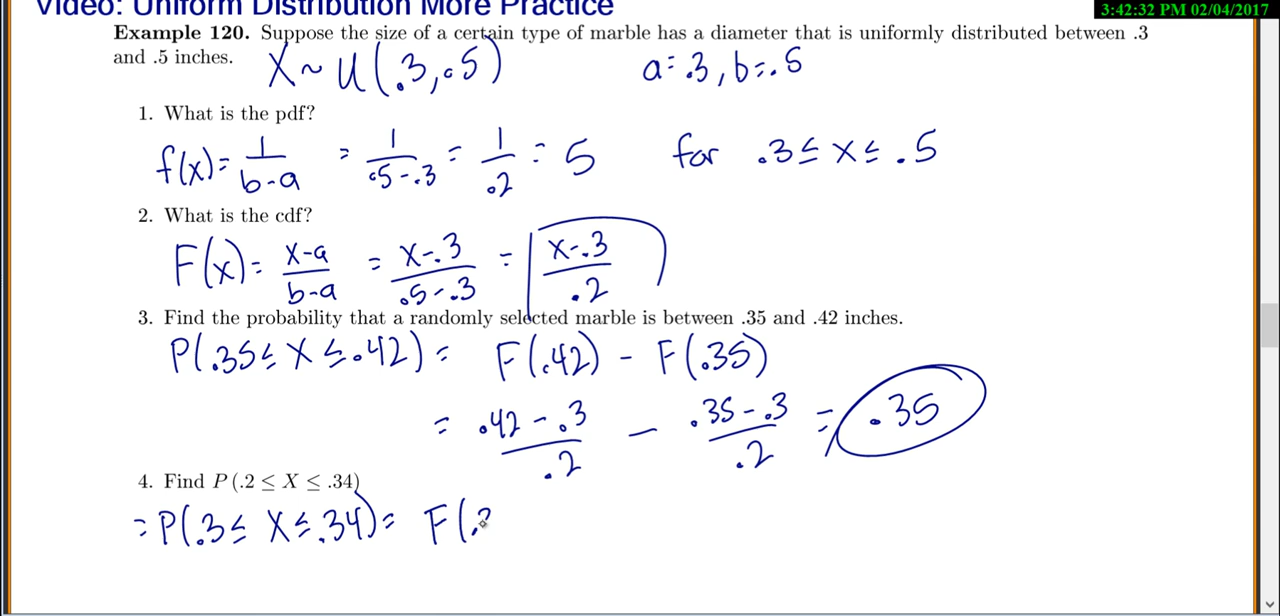 Video: Uniform Distribution More Practice
3:42:32 PM 02/04/2017
Example 120. Suppose the size of a certain type of marble has a diameter that is uniformly distributed between .3
and .5 inches. X ~ U(.3, .5) a = .3, b = .5
1. What is the pdf?
f(x) = 1/(b-a) = 1/(.5-.3) = 1/.2 = 5 for .3 ≤ x ≤ .5
2. What is the cdf?
F(x) = (x-a)/(b-a) = (x-.3)/(.5-.3) = (x-.3)/.2
3. Find the probability that a randomly selected marble is between .35 and .42 inches.
P(.35 ≤ X ≤ .42) = F(.42) - F(.35)
= (.42-.3)/.2 - (.35-.3)/.2 = .35
4. Find P(.2 ≤ X ≤ .34)
= P(.3 ≤ X ≤ .34) = F(.3